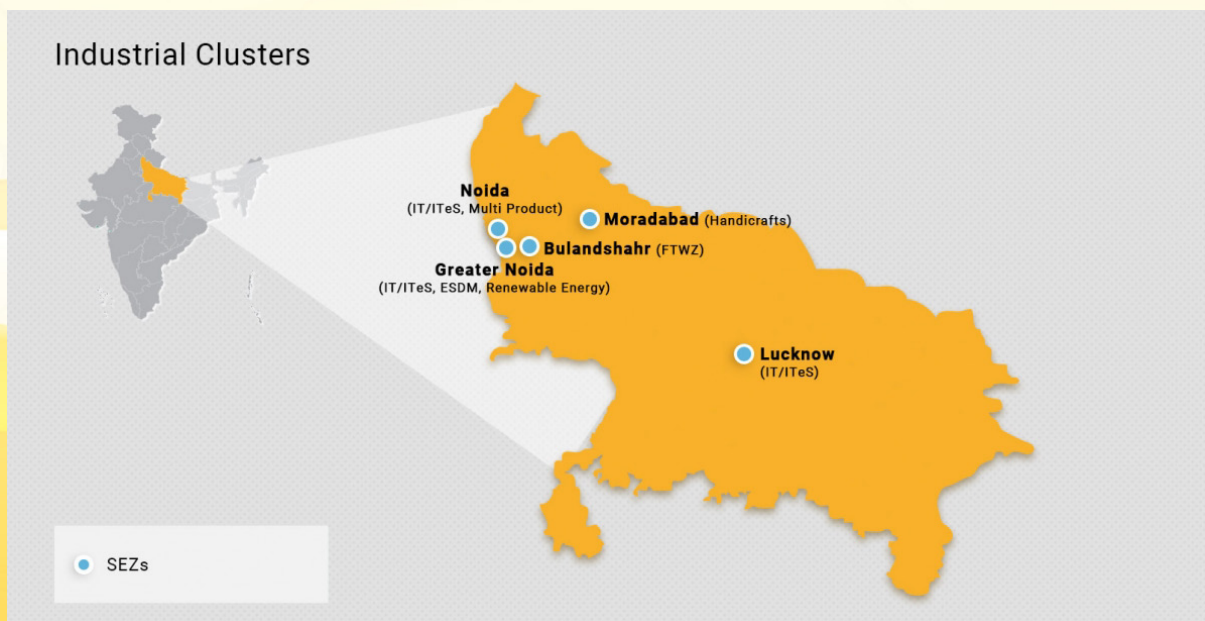 Industrial Clusters
Noida
(IT/ITeS, Multi Product)
Moradabad (Handicrafts)
Bulandshahr (FTWZ)
Greater Noida
(IT/ITeS, ESDM, Renewable Energy)
Lucknow
(IT/ITeS)
SEZs